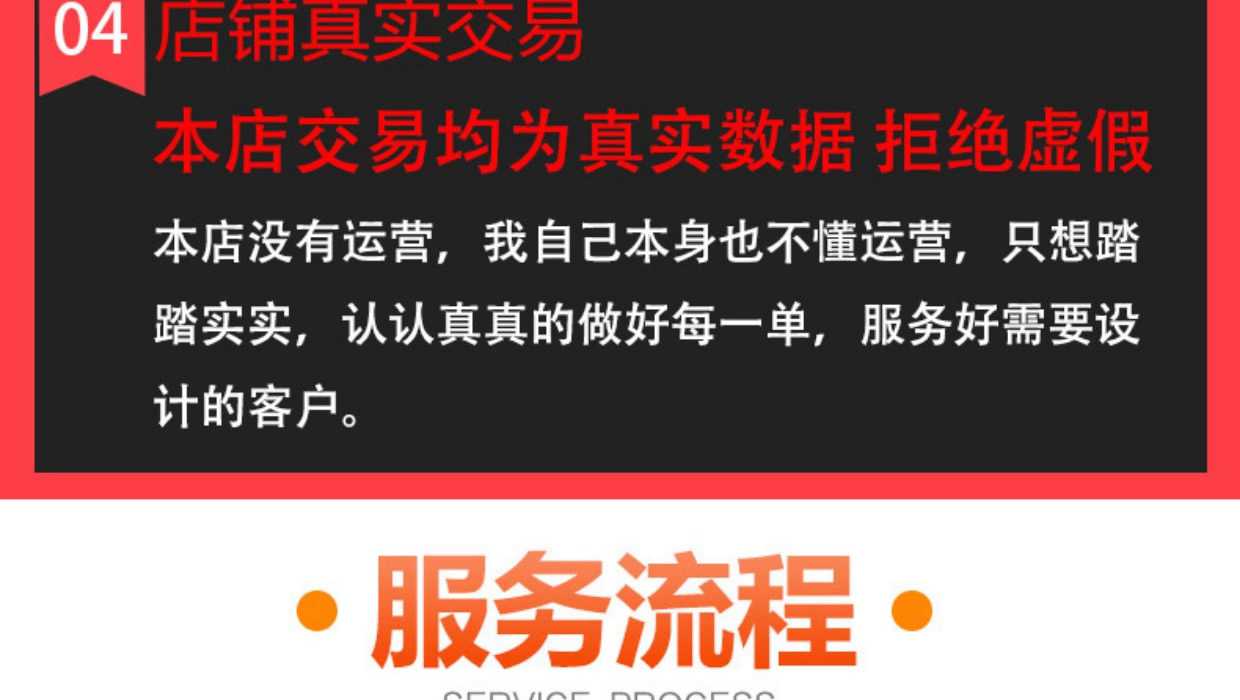 04 店铺真实交易
本店交易均为真实数据 拒绝虚假
本店没有运营，我自己本身也不懂运营，只想踏
踏实实，认认真真的做好每一单，服务好需要设
计的客户。
服务流程
SERVICE PROCESS